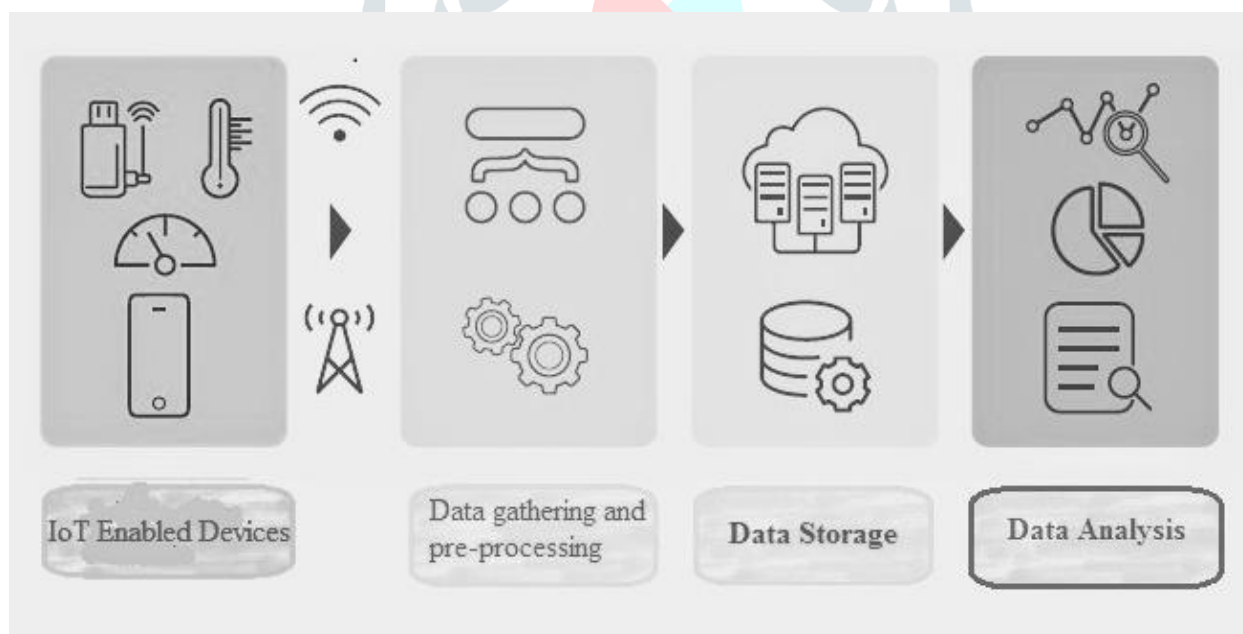 IoT Enabled Devices
Data gathering and
pre-processing
Data Storage
Data Analysis